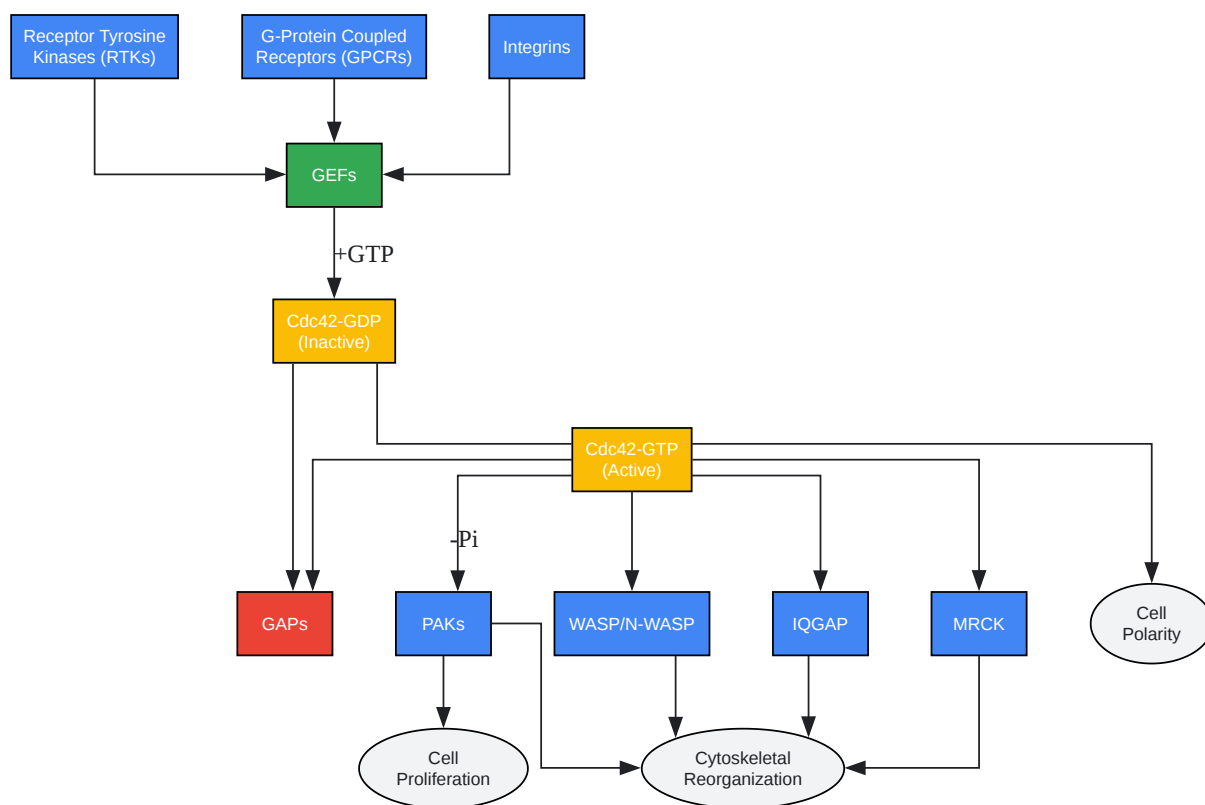 Receptor Tyrosine
Kinases (RTKs)
G-Protein Coupled
Receptors (GPCRs)
Integrins
GEFs
+GTP
Cdc42-GDP
(Inactive)
Cdc42-GTP
(Active)
-Pi
GAPs
PAKs
WASP/N-WASP
IQGAP
MRCK
Cell
Polarity
Cell
Proliferation
Cytoskeletal
Reorganization